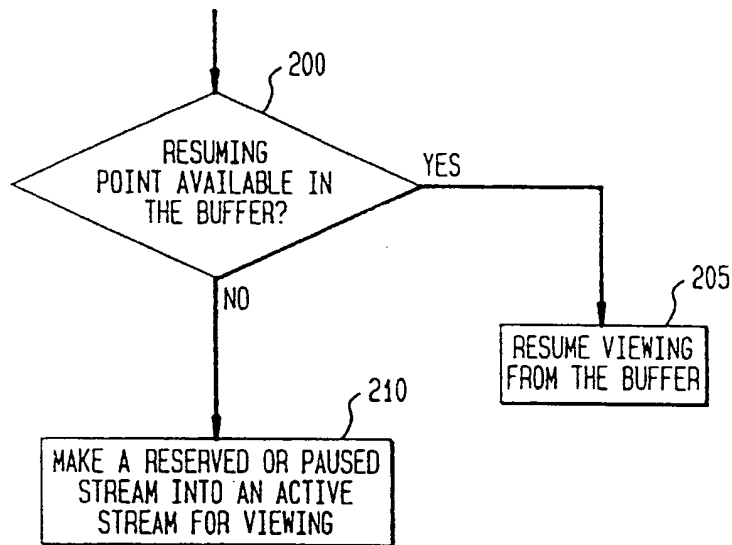 200
RESUMING
POINT AVAILABLE IN
THE BUFFER?
YES
NO
205
RESUME VIEWING
FROM THE BUFFER
210
MAKE A RESERVED OR PAUSED
STREAM INTO AN ACTIVE
STREAM FOR VIEWING